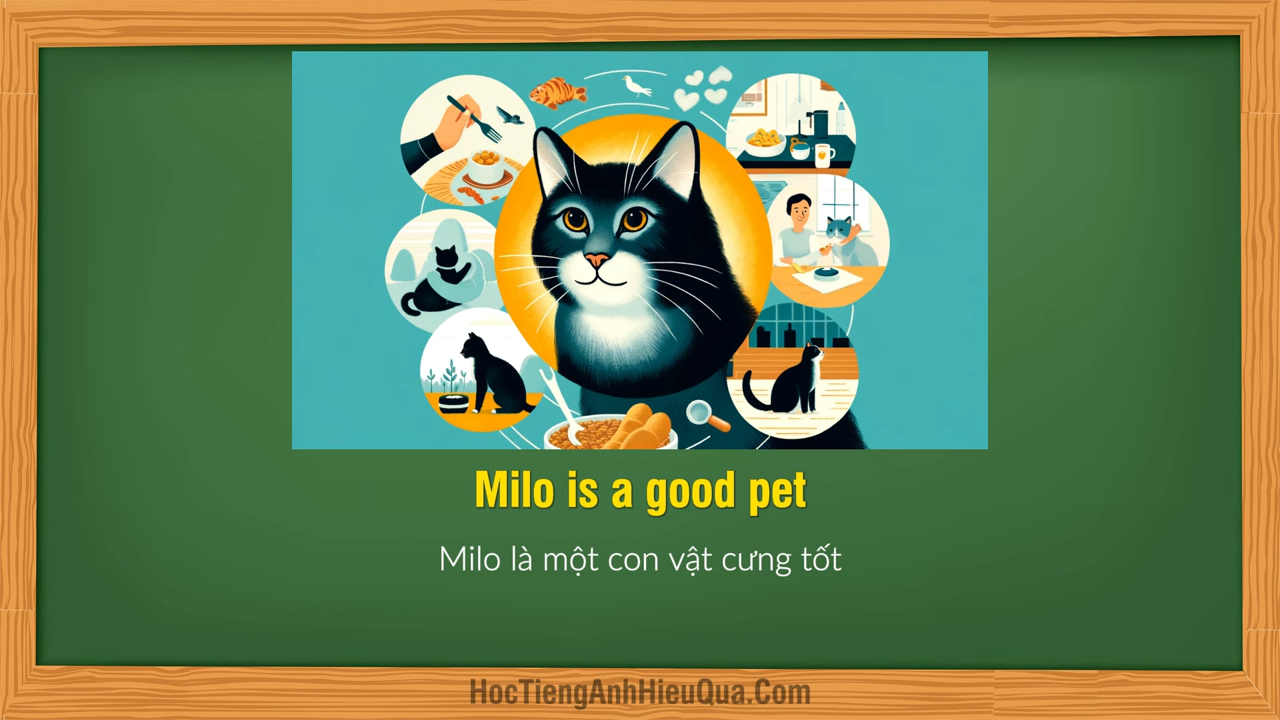 Milo is a good pet
Milo là một con vật cưng tốt
HocTiengAnhHieuQua.Com